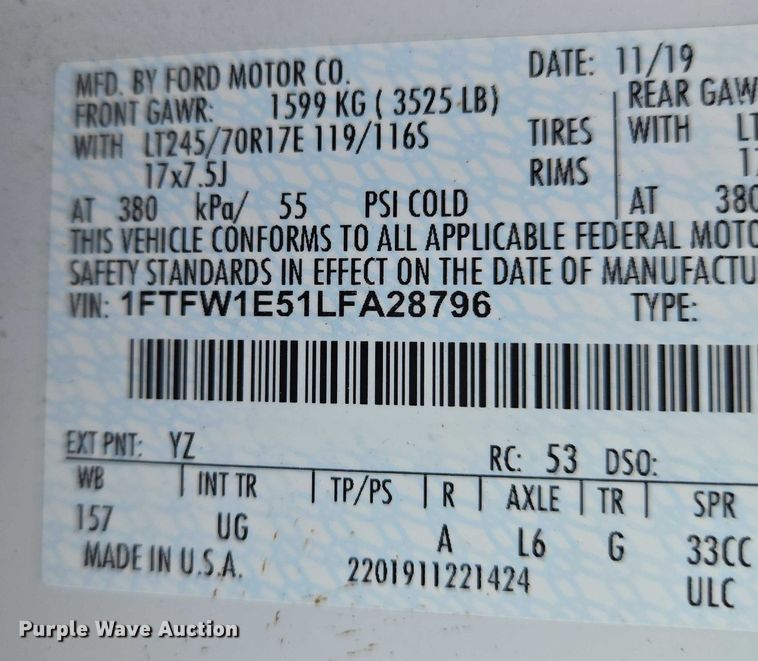 MFD. BY FORD MOTOR CO. DATE: 11/19
FRONT GAWR: 1599 KG ( 3525 LB) REAR GAW
WITH LT245/70R17E 119/116S TIRES WITH LT
17x7.5J RIMS 17
AT 380 kPa/ 55 PSI COLD AT 380
THIS VEHICLE CONFORMS TO ALL APPLICABLE FEDERAL MOTO
SAFETY STANDARDS IN EFFECT ON THE DATE OF MANUFACTU
VIN: 1FTFW1E51LFA28796 TYPE:
EXT PNT: YZ RC: 53 DSO:
WB INT TR TP/PS R AXLE TR SPR
157 UG A L6 G 33CC
MADE IN U.S.A. 2201911221424 ULC
Purple Wave Auction